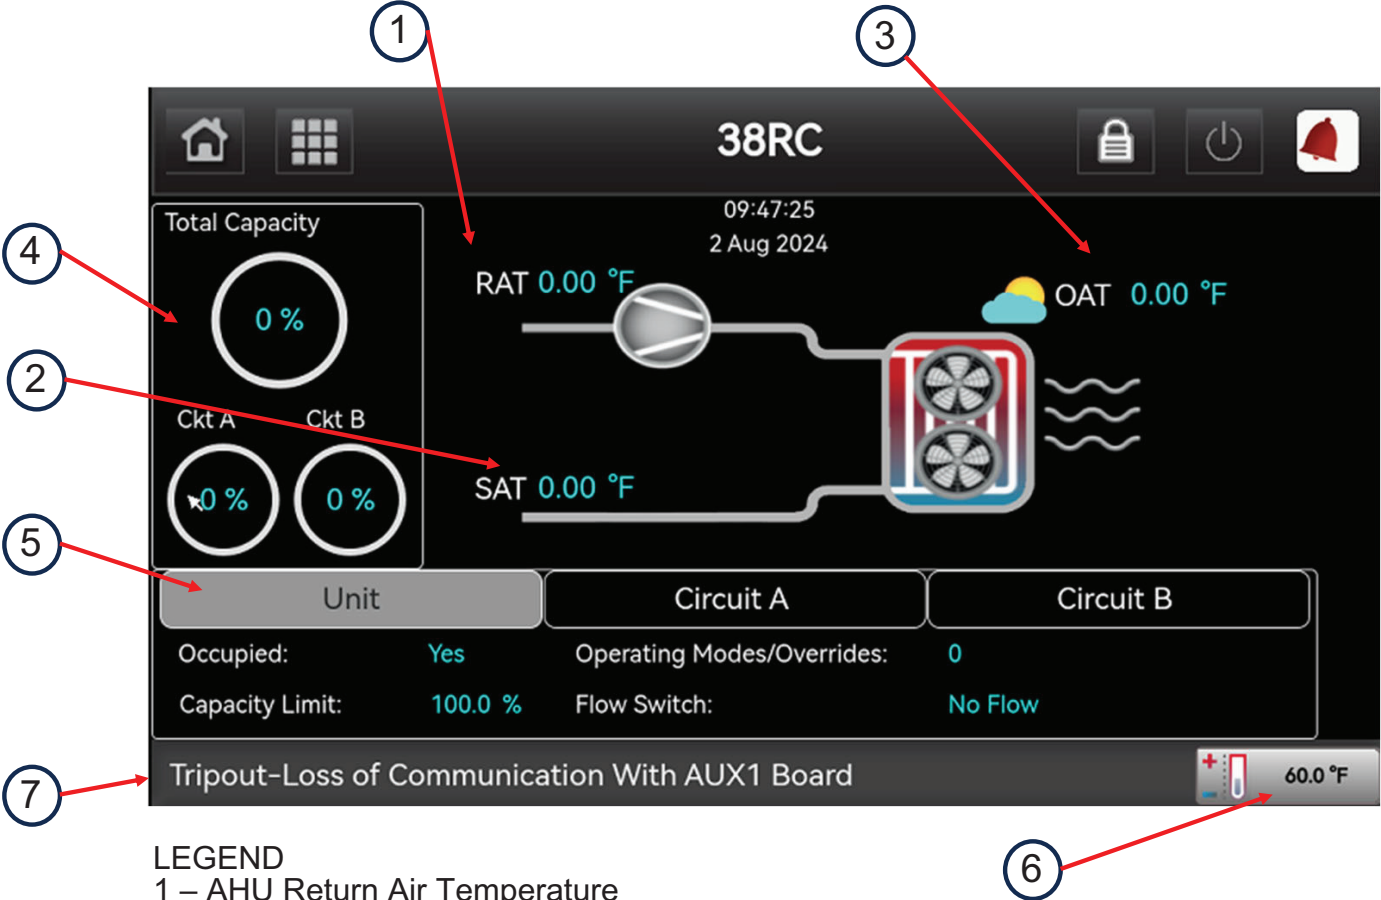 1
3
38RC
09:47:25
2 Aug 2024
Total Capacity
4
0 %
RAT 0.00 °F
OAT 0.00 °F
2
Ckt A
Ckt B
0 %
0 %
SAT 0.00 °F
5
Unit
Circuit A
Circuit B
Occupied: Yes
Operating Modes/Overrides: 0
Capacity Limit: 100.0 %
Flow Switch: No Flow
7
Tripout-Loss of Communication With AUX1 Board
60.0 °F
6
LEGEND
1 – AHU Return Air Temperature